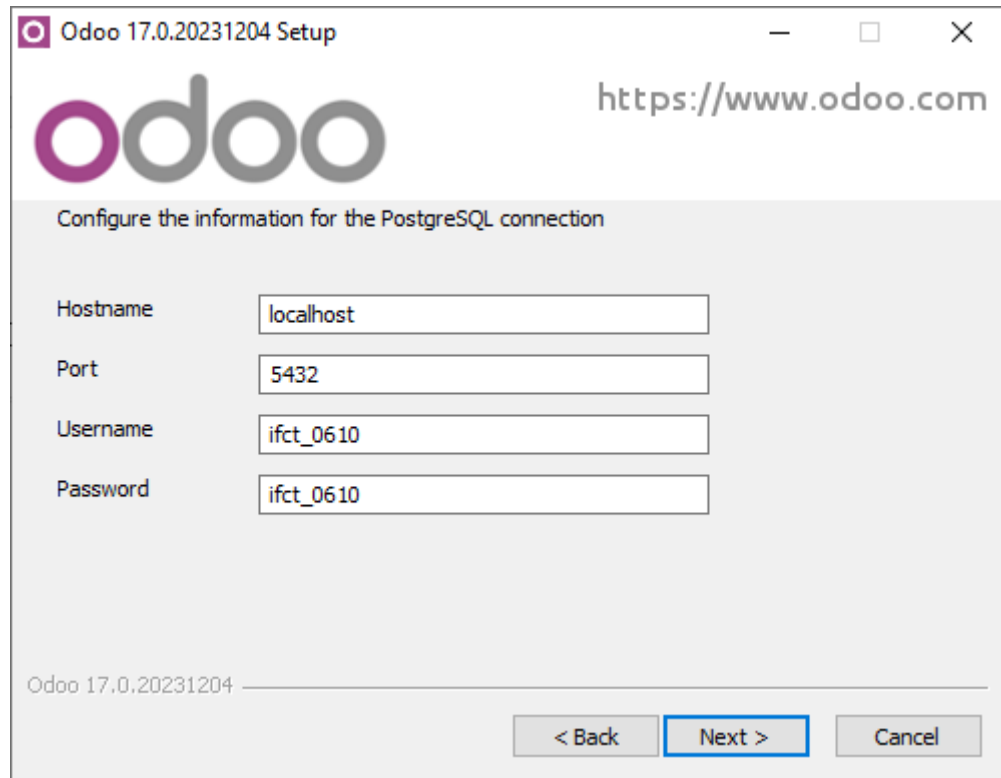 Odoo 17.0.20231204 Setup
odoo
https://www.odoo.com
Configure the information for the PostgreSQL connection
Hostname localhost
Port 5432
Username ifct_0610
Password ifct_0610
Odoo 17.0.20231204
< Back Next > Cancel